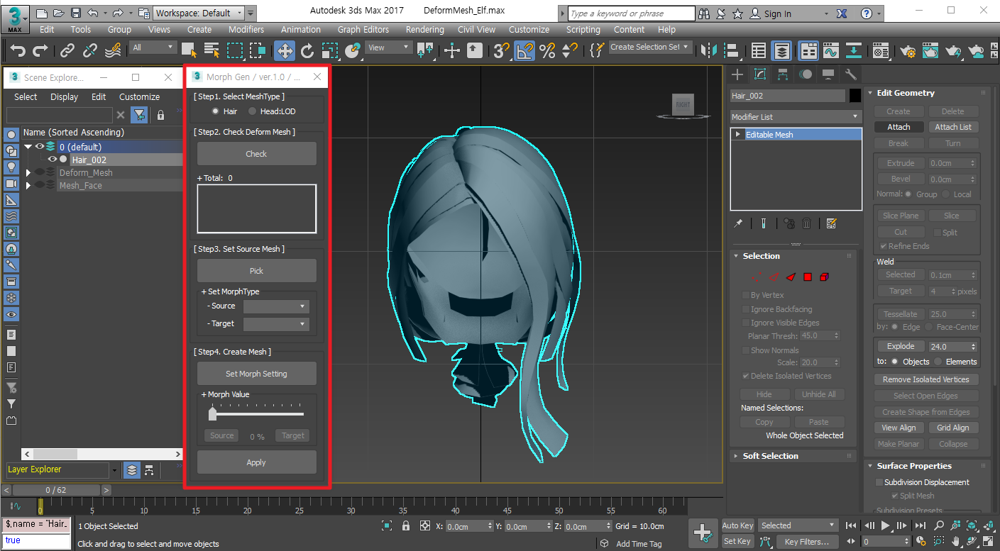 3
MAX
Workspace: Default
Autodesk 3ds Max 2017 DeformMesh_Elf.max
Type a keyword or phrase
Sign In
Edit Tools Group Views Create Modifiers Animation Graph Editors Rendering Civil View Customize Scripting Content Help
All
View
Create Selection Set
3 Scene Explore...
Select Display Edit Customize
Name (Sorted Ascending)
0 (default)
Hair_002
Deform_Mesh
Mesh_Face
Layer Explorer
3 Morph Gen / ver.1.0 / ...
[ Step1. Select MeshType ]
Hair Head:LOD
[ Step2. Check Deform Mesh ]
Check
+ Total: 0
[ Step3. Set Source Mesh ]
Pick
+ Set MorphType
- Source
- Target
[ Step4. Create Mesh ]
Set Morph Setting
+ Morph Value
Source 0 % Target
Apply
RIGHT
Hair_002
Modifier List
Editable Mesh
Selection
By Vertex
Ignore Backfacing
Ignore Visible Edges
Planar Thresh: 45.0
Show Normals
Scale: 20.0
Delete Isolated Vertices
Hide Unhide All
Named Selections:
Copy Paste
Whole Object Selected
Soft Selection
Edit Geometry
Create Delete
Attach Attach List
Break Turn
Extrude 0.0cm
Bevel 0.0cm
Normal: Group Local
Slice Plane Slice
Cut Split
Refine Ends
Weld
Selected 0.1cm
Target 4 pixels
Tessellate 25.0
by: Edge Face-Center
Explode 24.0
to: Objects Elements
Remove Isolated Vertices
Select Open Edges
Create Shape from Edges
View Align Grid Align
Make Planar Collapse
Surface Properties
Subdivision Displacement
Split Mesh
Subdivision Presets
< 0 / 62 >
0 5 10 15 20 25 30 35 40 45 50 55 60
$.name = "Hair_
true
1 Object Selected
Click and drag to select and move objects
X: 0.0cm Y: 0.0cm Z: 0.0cm Grid = 10.0cm
Add Time Tag
Auto Key Selected
Set Key Key Filters...
0